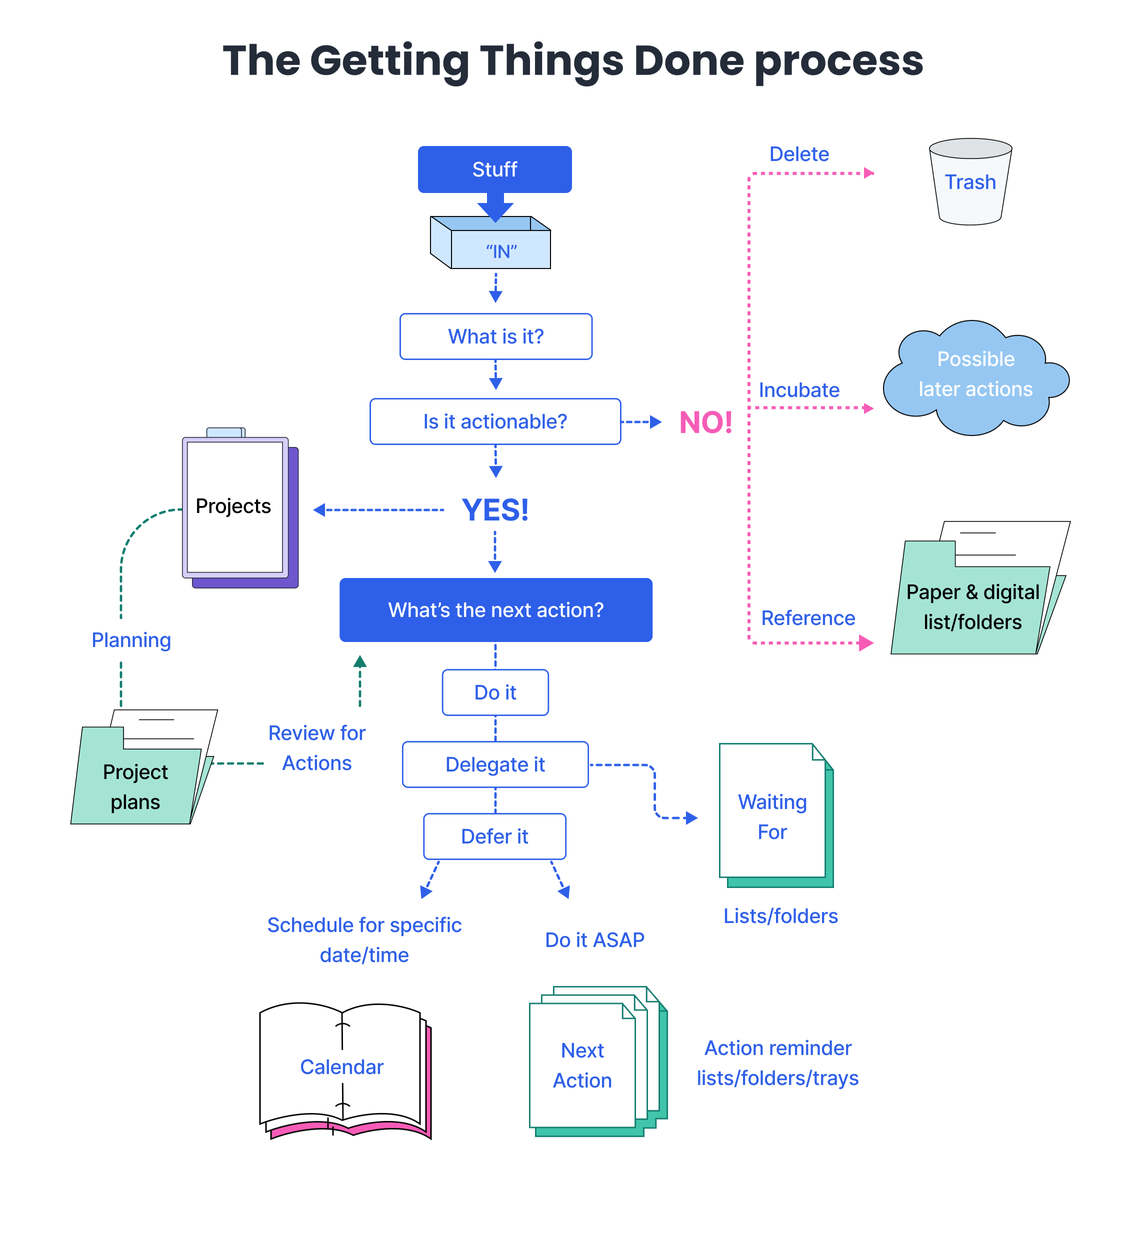 The Getting Things Done process
Stuff
“IN”
What is it?
Is it actionable?
NO!
YES!
Delete
Trash
Incubate
Possible
later actions
Reference
Paper & digital
list/folders
Projects
Planning
Project
plans
Review for
Actions
What’s the next action?
Do it
Delegate it
Defer it
Waiting
For
Lists/folders
Schedule for specific
date/time
Do it ASAP
Calendar
Next
Action
Action reminder
lists/folders/trays